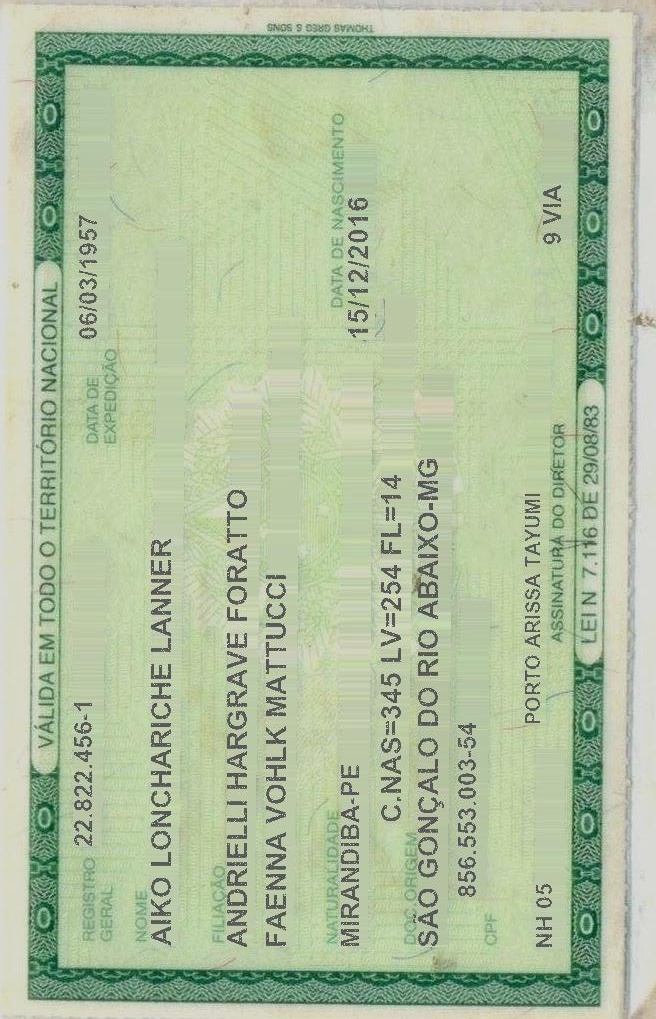 VÁLIDA EM TODO O TERRITÓRIO NACIONAL
REGISTRO GERAL 22.822.456-1 DATA DE EXPEDIÇÃO 06/03/1957
NOME
AIKO LONCHARICHE LANNER
FILIAÇÃO
ANDRIELLI HARGRAVE FORATTO
FAENNA VOHLK MATTUCCI
NATURALIDADE DATA DE NASCIMENTO
MIRANDIBA-PE 15/12/2016
DOC ORIGEM C.NAS=345 LV=254 FL=14
SÃO GONÇALO DO RIO ABAIXO-MG
CPF 856.553.003-54
NH 05 PORTO ARISSA TAYUMI 9 VIA
ASSINATURA DO DIRETOR
LEI N 7.116 DE 29/08/83
THOMAS GREG & SONS